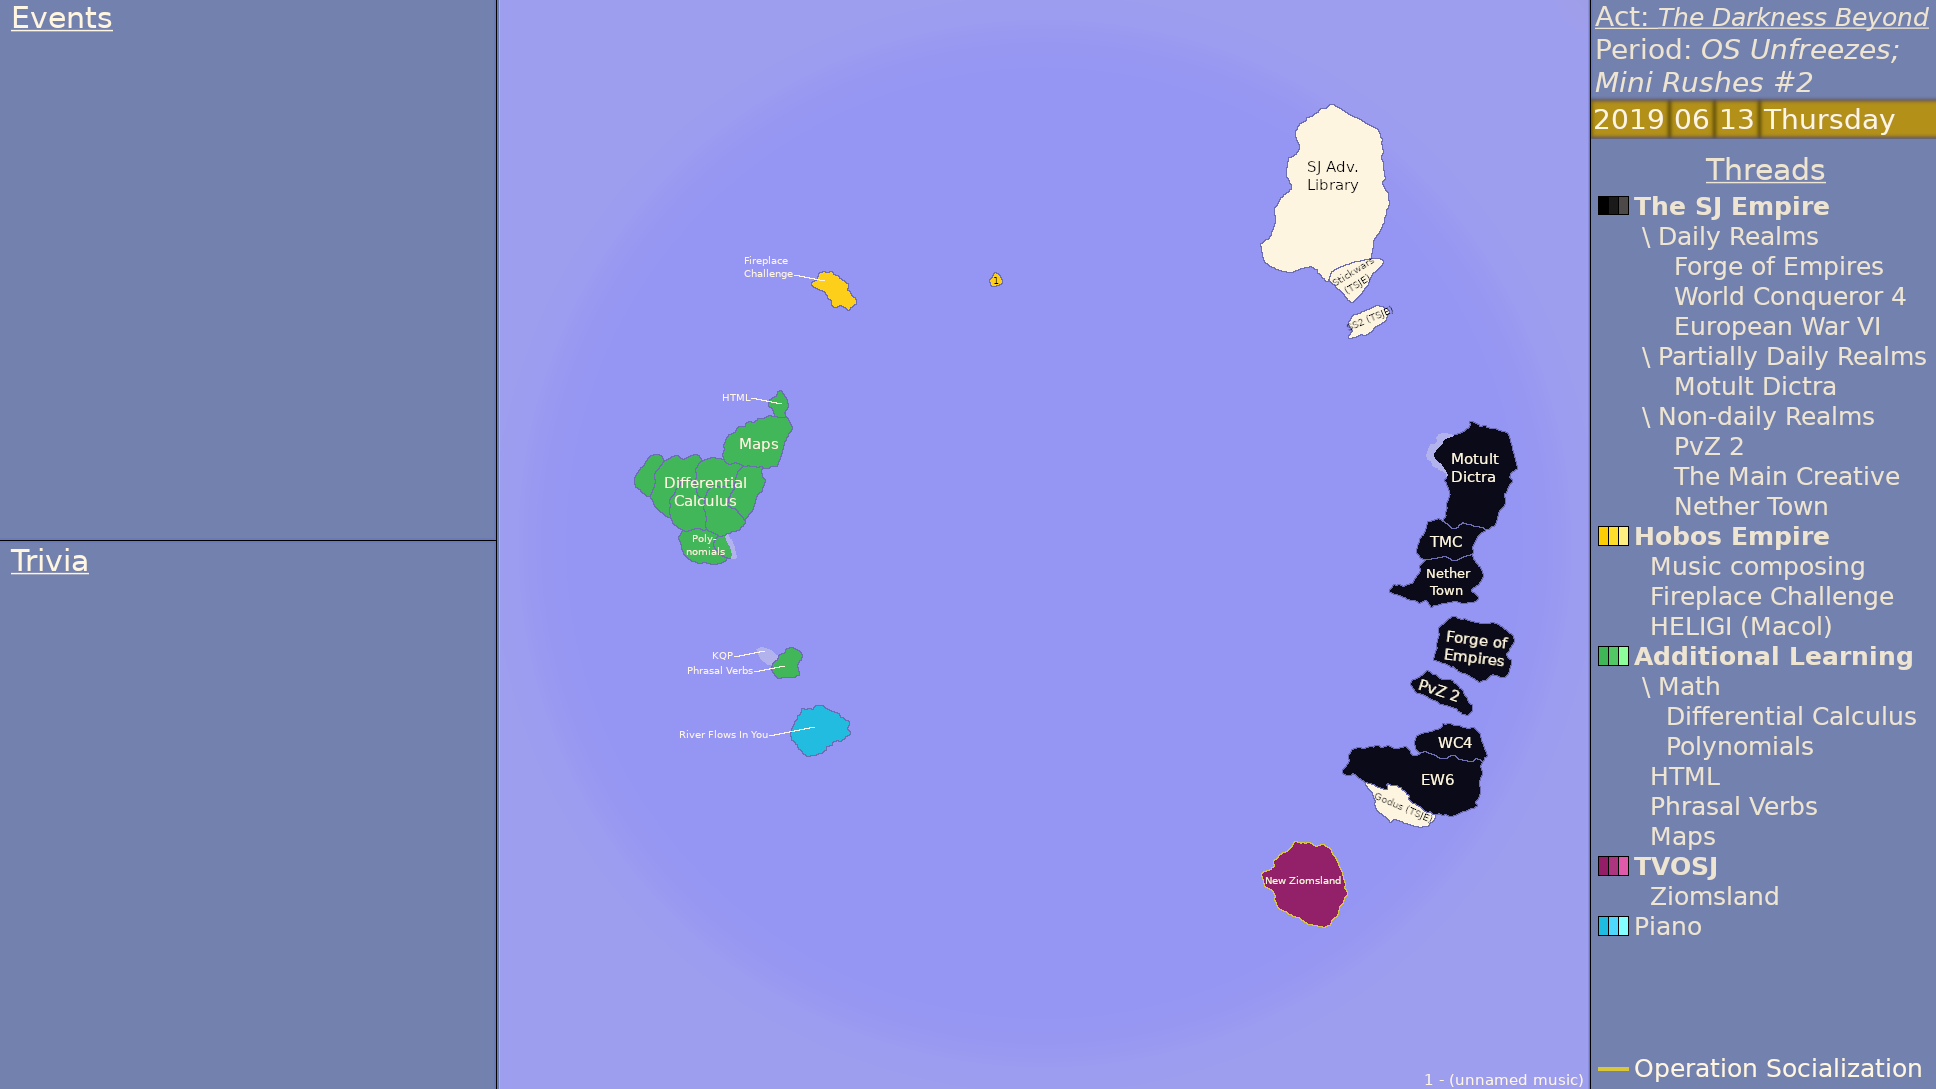 Events
Trivia
Fireplace
Challenge
1
SJ Adv.
Library
Stickwars
(TSJE)
SS2 (TSJE)
HTML
Maps
Differential
Calculus
Poly-
nomials
KQP
Phrasal Verbs
River Flows In You
Motult
Dictra
TMC
Nether
Town
Forge of
Empires
PvZ 2
WC4
EW6
Godus (TSJE)
New Ziomsland
1 - (unnamed music)
Act: The Darkness Beyond
Period: OS Unfreezes;
Mini Rushes #2
2019 06 13 Thursday
Threads
The SJ Empire
\ Daily Realms
Forge of Empires
World Conqueror 4
European War VI
\ Partially Daily Realms
Motult Dictra
\ Non-daily Realms
PvZ 2
The Main Creative
Nether Town
Hobos Empire
Music composing
Fireplace Challenge
HELIGI (Macol)
Additional Learning
\ Math
Differential Calculus
Polynomials
HTML
Phrasal Verbs
Maps
TVOSJ
Ziomsland
Piano
Operation Socialization